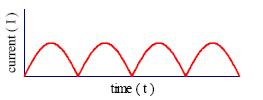 current ( I )
time ( t )